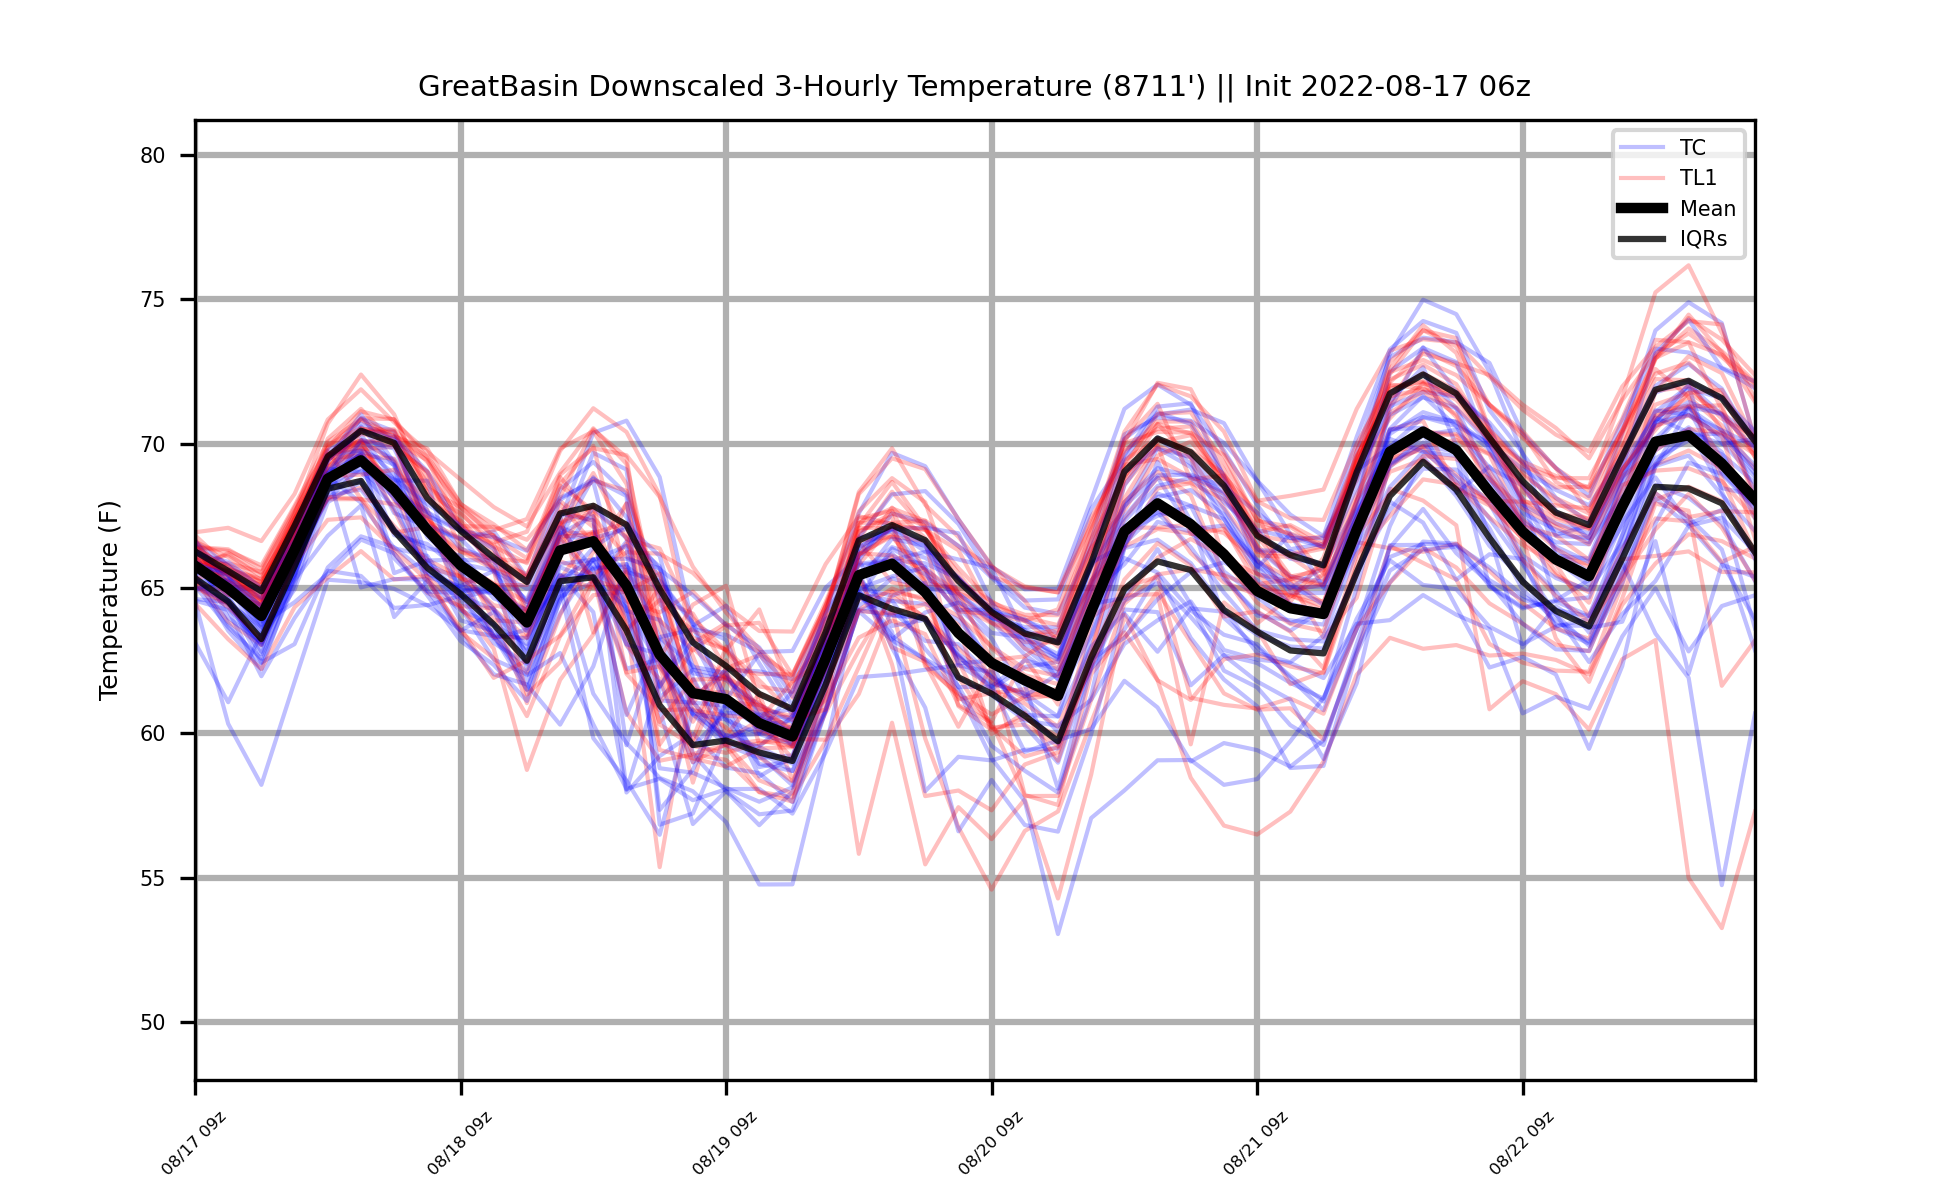 GreatBasin Downscaled 3-Hourly Temperature (8711') || Init 2022-08-17 06z
TC
TL1
Mean
IQRs
Temperature (F)
80
75
70
65
60
55
50
08/17 09z
08/18 09z
08/19 09z
08/20 09z
08/21 09z
08/22 09z